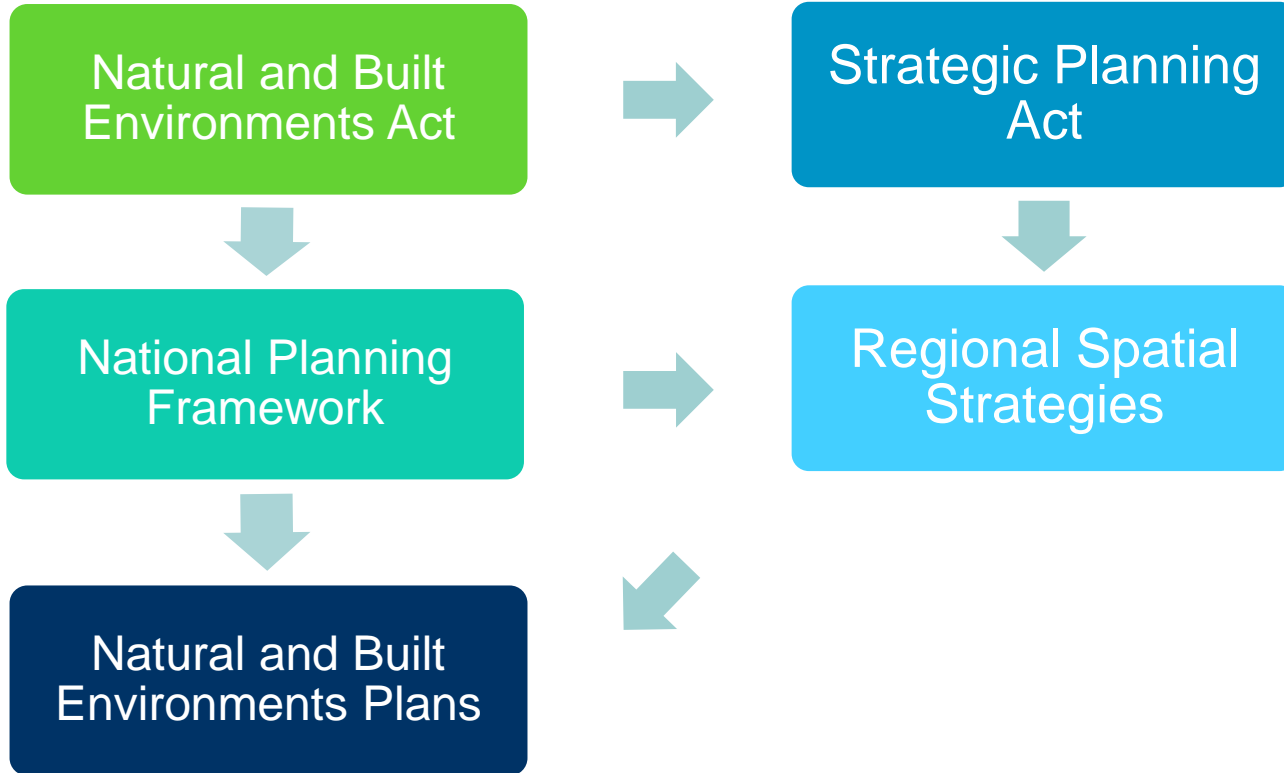 Natural and Built
Environments Act
Strategic Planning
Act
National Planning
Framework
Regional Spatial
Strategies
Natural and Built
Environments Plans